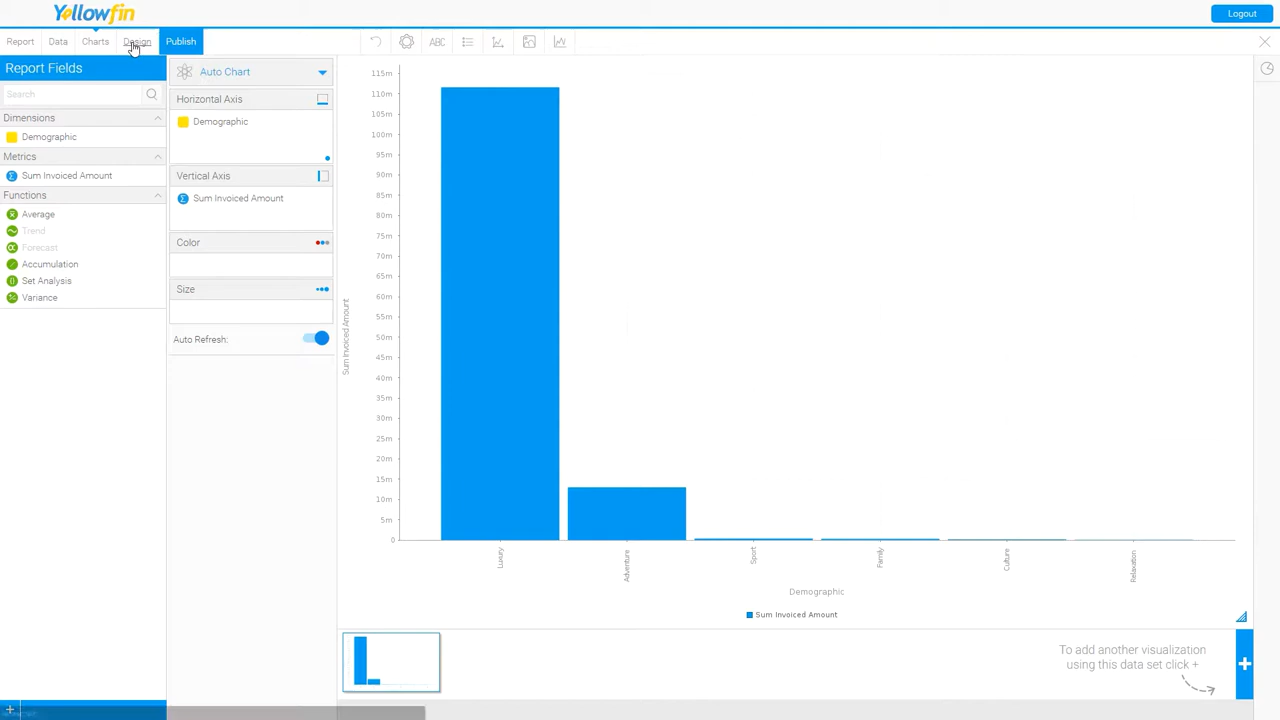 Yellowfin
Logout
Report
Data
Charts
Design
Publish
ABC
Report Fields
Search
Dimensions
Demographic
Metrics
Sum Invoiced Amount
Functions
Average
Trend
Forecast
Accumulation
Set Analysis
Variance
Auto Chart
Horizontal Axis
Demographic
Vertical Axis
Sum Invoiced Amount
Color
Size
Auto Refresh:
115m
110m
105m
100m
95m
90m
85m
80m
75m
70m
65m
60m
55m
50m
45m
40m
35m
30m
25m
20m
15m
10m
5m
0
Sum Invoiced Amount
Luxury
Adventure
Sport
Family
Culture
Relaxation
Demographic
Sum Invoiced Amount
To add another visualization
using this data set click +